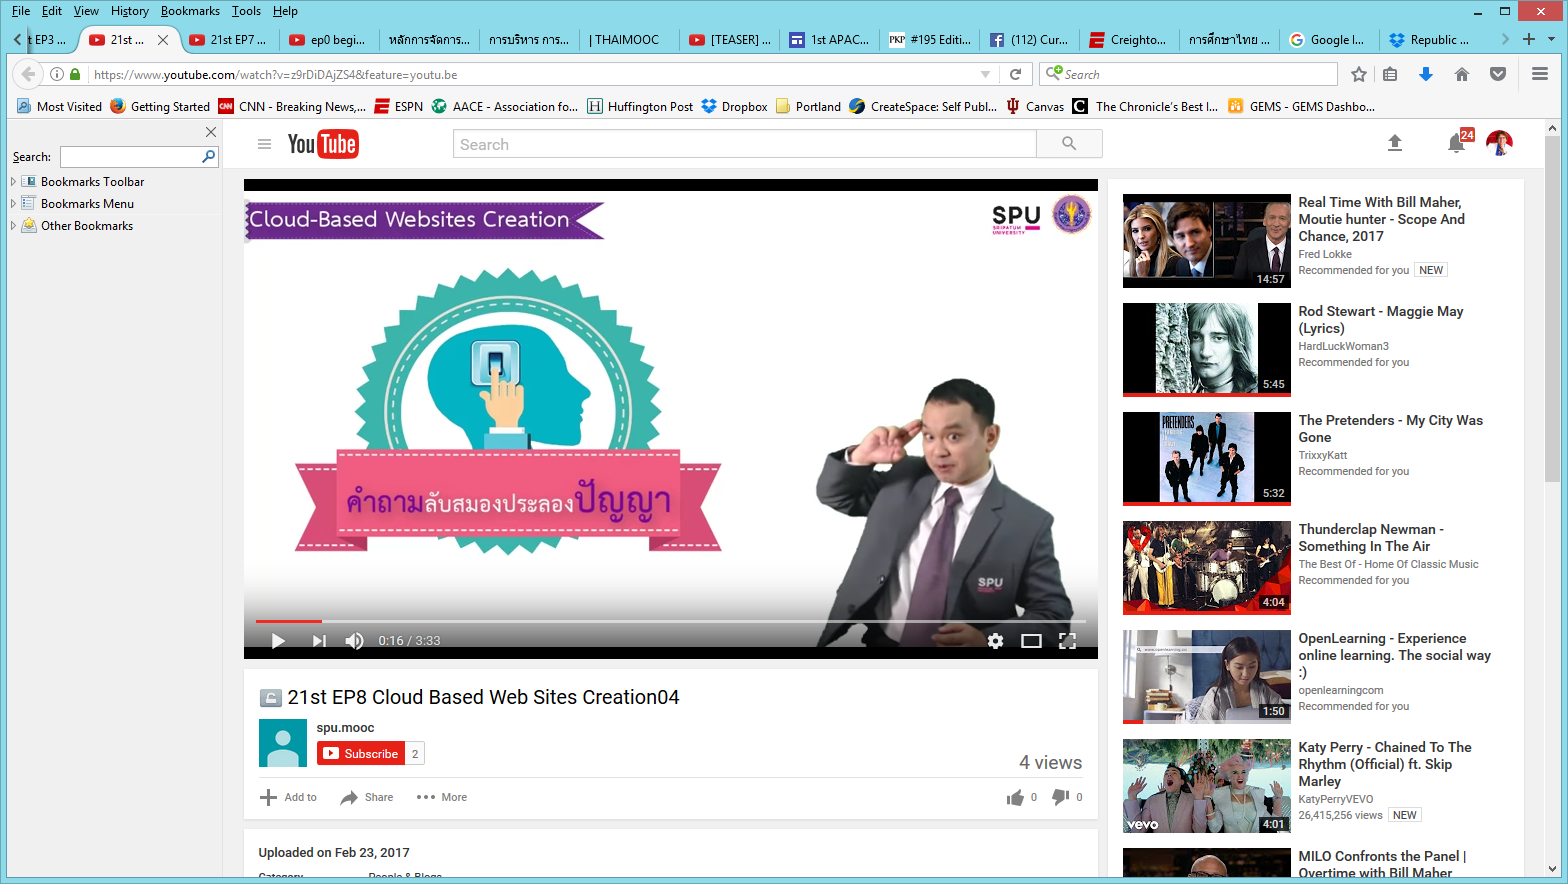 File Edit View History Bookmarks Tools Help
t EP3 ... 21st ... 21st EP7 ... ep0 begi... หลักการจัดการ... การบริหาร การ... | THAIMOOC [TEASER] ... 1st APAC... PKP #195 Editi... (112) Cur... Creighto... การศึกษาไทย ... Google I... Republic ...
https://www.youtube.com/watch?v=z9rDiDAjZS4&feature=youtu.be
Search
Most Visited Getting Started CNN - Breaking News,... ESPN AACE - Association fo... Huffington Post Dropbox Portland CreateSpace: Self Publ... Canvas The Chronicle's Best I... GEMS - GEMS Dashbo...
Search:
Bookmarks Toolbar
Bookmarks Menu
Other Bookmarks
YouTube
Search
24
Cloud-Based Websites Creation
SPU
SRIPATUM
UNIVERSITY
คำถามลับสมองประลองปัญญา
SPU
0:16 / 3:33
21st EP8 Cloud Based Web Sites Creation04
spu.mooc
Subscribe 2
4 views
Add to Share More 0 0
Uploaded on Feb 23, 2017
Category People & Blogs
14:57
Real Time With Bill Maher,
Moutie hunter - Scope And
Chance, 2017
Fred Lokke
Recommended for you NEW
5:45
Rod Stewart - Maggie May
(Lyrics)
HardLuckWoman3
Recommended for you
PRETENDERS
5:32
The Pretenders - My City Was
Gone
TrixxyKatt
Recommended for you
4:04
Thunderclap Newman -
Something In The Air
The Best Of - Home Of Classic Music
Recommended for you
1:50
OpenLearning - Experience
online learning. The social way
:)
openlearningcom
Recommended for you
vevo
4:01
Katy Perry - Chained To The
Rhythm (Official) ft. Skip
Marley
KatyPerryVEVO
26,415,256 views NEW
MILO Confronts the Panel |
Overtime with Bill Maher